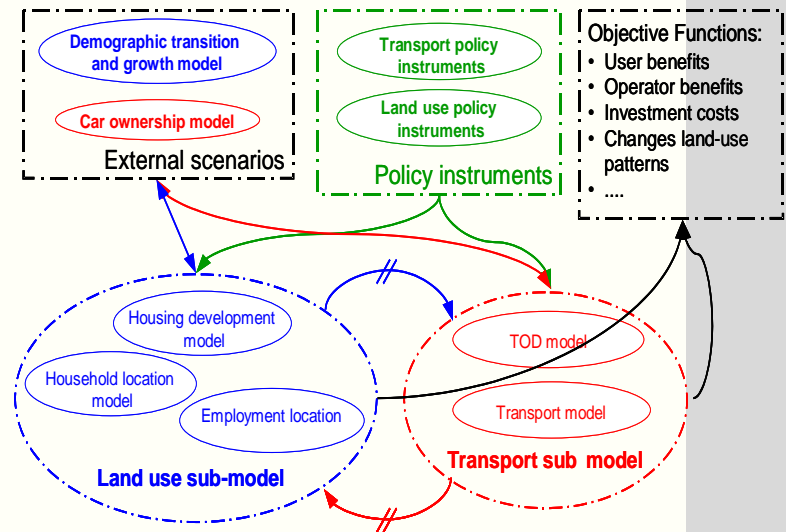 Demographic transition
and growth model
Car ownership model
External scenarios
Transport policy
instruments
Land use policy
instruments
Policy instruments
Objective Functions:
• User benefits
• Operator benefits
• Investment costs
• Changes land-use
patterns
• ....
Housing development
model
Household location
model
Employment location
Land use sub-model
TOD model
Transport model
Transport sub model